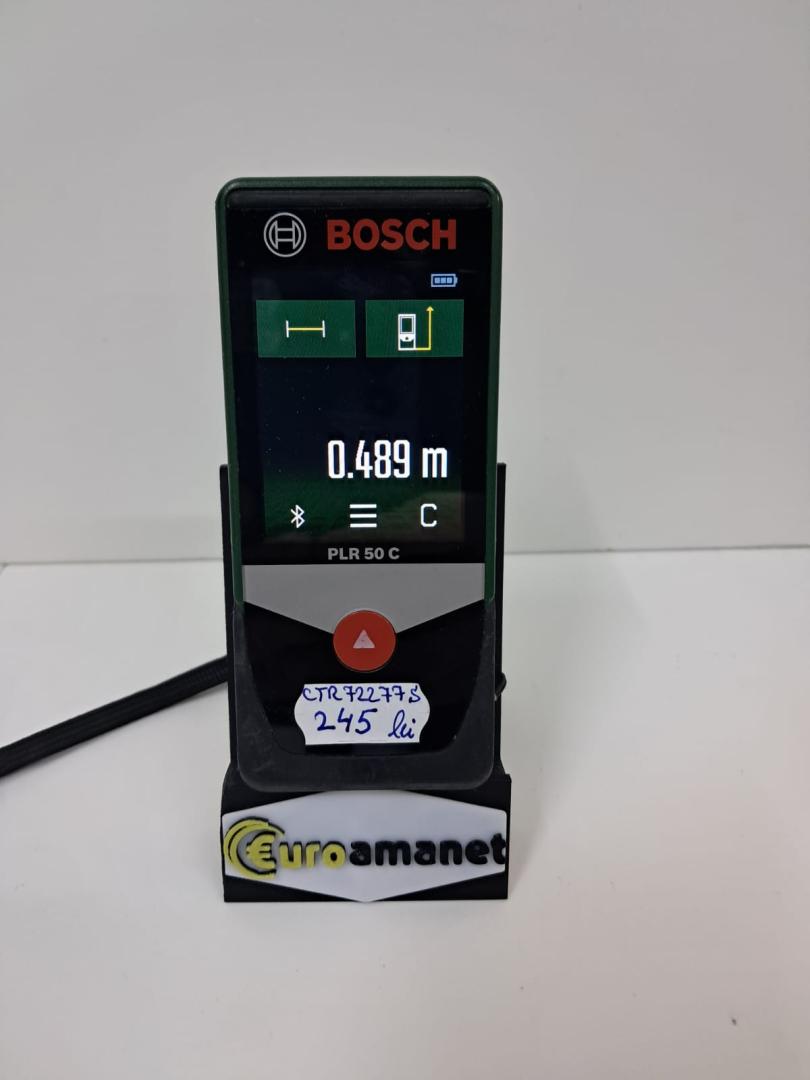 BOSCH
0.489 m
C
PLR 50 C
CTR72277S
245 lei
Euroamanet